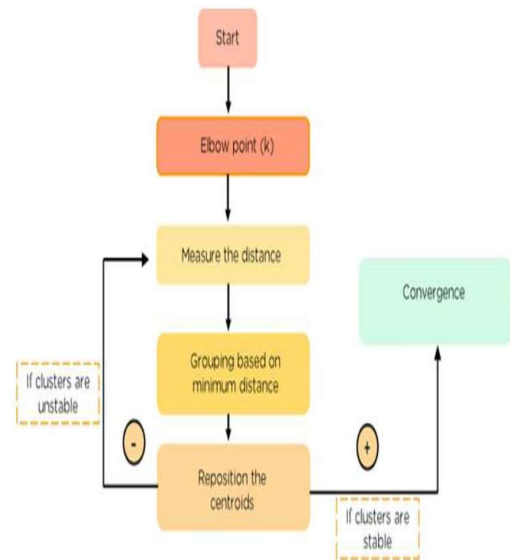 Start
Elbow point (k)
Measure the distance
Convergence
Grouping based on
minimum distance
If clusters are
unstable
-
+
Reposition the
centroids
If clusters are
stable